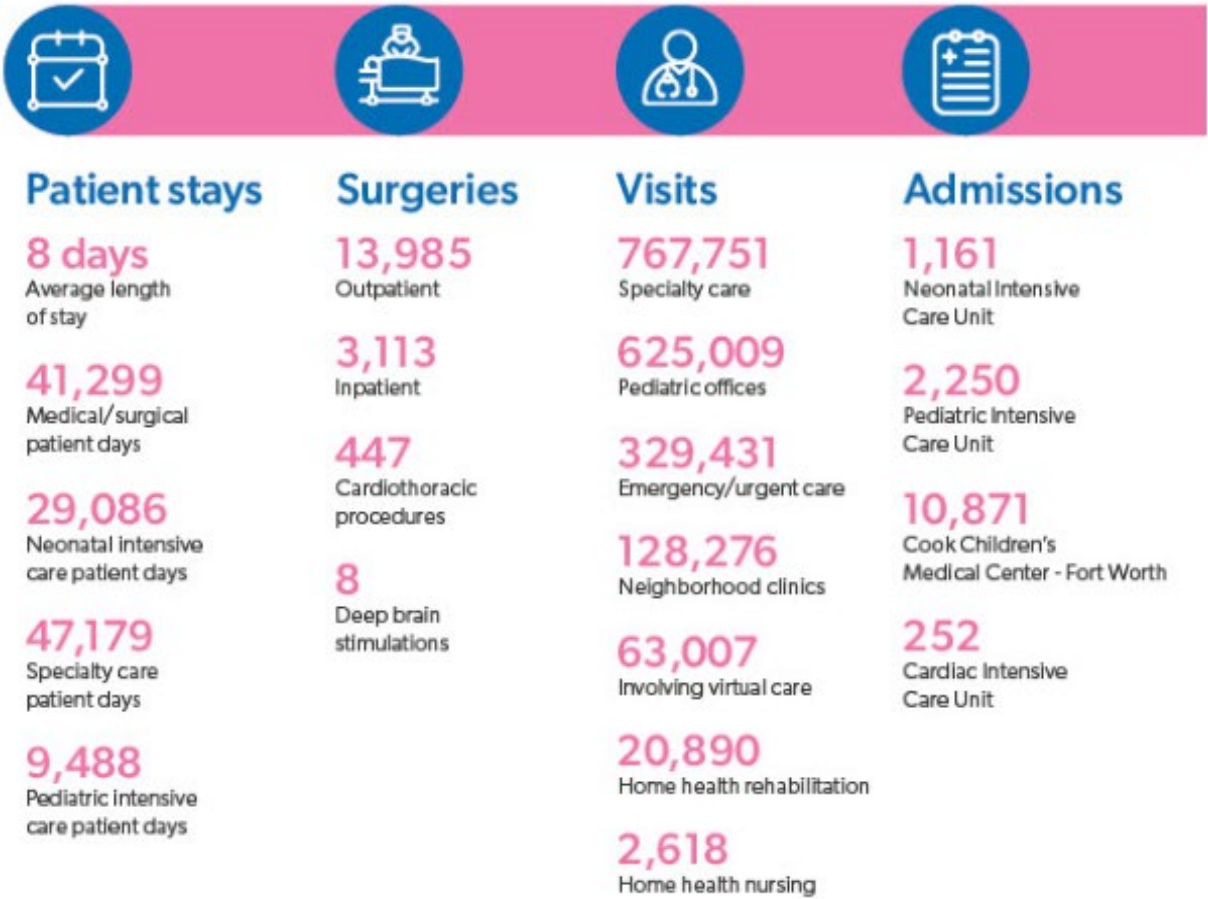 Patient stays
8 days
Average length
of stay
41,299
Medical/surgical
patient days
29,086
Neonatal intensive
care patient days
47,179
Specialty care
patient days
9,488
Pediatric intensive
care patient days
Surgeries
13,985
Outpatient
3,113
Inpatient
447
Cardiothoracic
procedures
8
Deep brain
stimulations
Visits
767,751
Specialty care
625,009
Pediatric offices
329,431
Emergency/urgent care
128,276
Neighborhood clinics
63,007
Involving virtual care
20,890
Home health rehabilitation
2,618
Home health nursing
Admissions
1,161
Neonatal Intensive
Care Unit
2,250
Pediatric Intensive
Care Unit
10,871
Cook Children's
Medical Center - Fort Worth
252
Cardiac Intensive
Care Unit